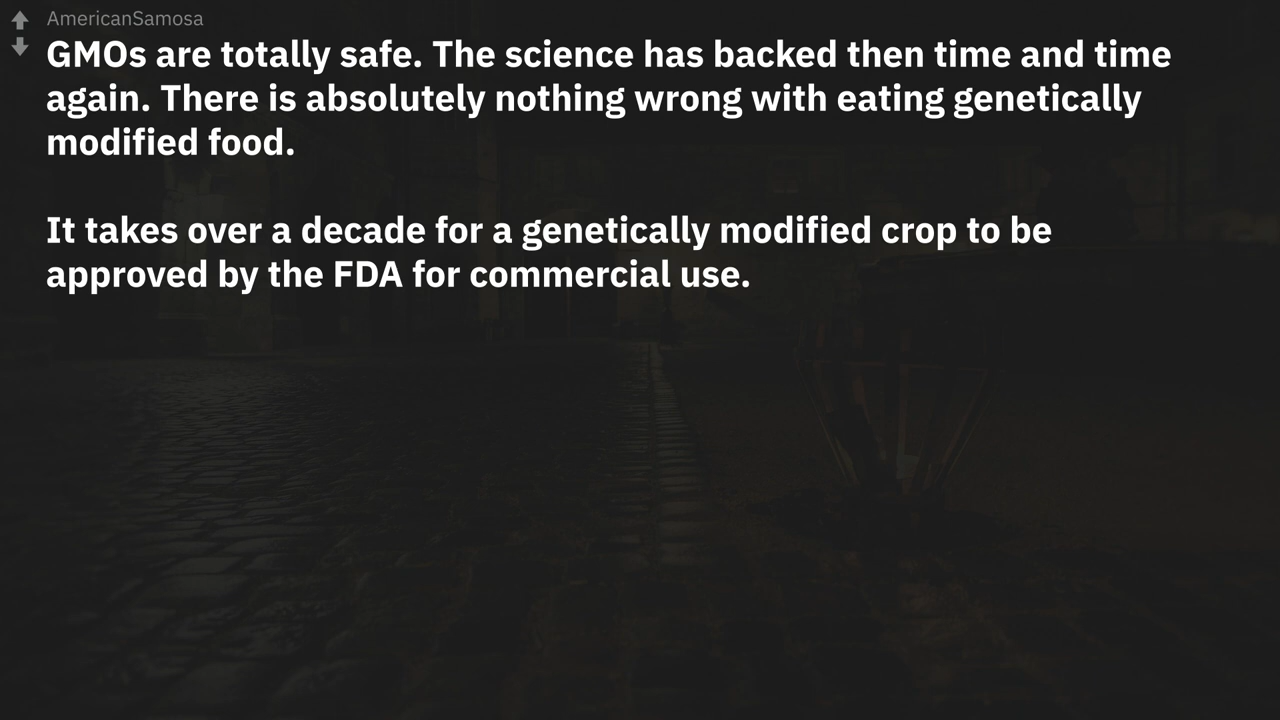 AmericanSamosa
GMOs are totally safe. The science has backed then time and time
again. There is absolutely nothing wrong with eating genetically
modified food.
It takes over a decade for a genetically modified crop to be
approved by the FDA for commercial use.